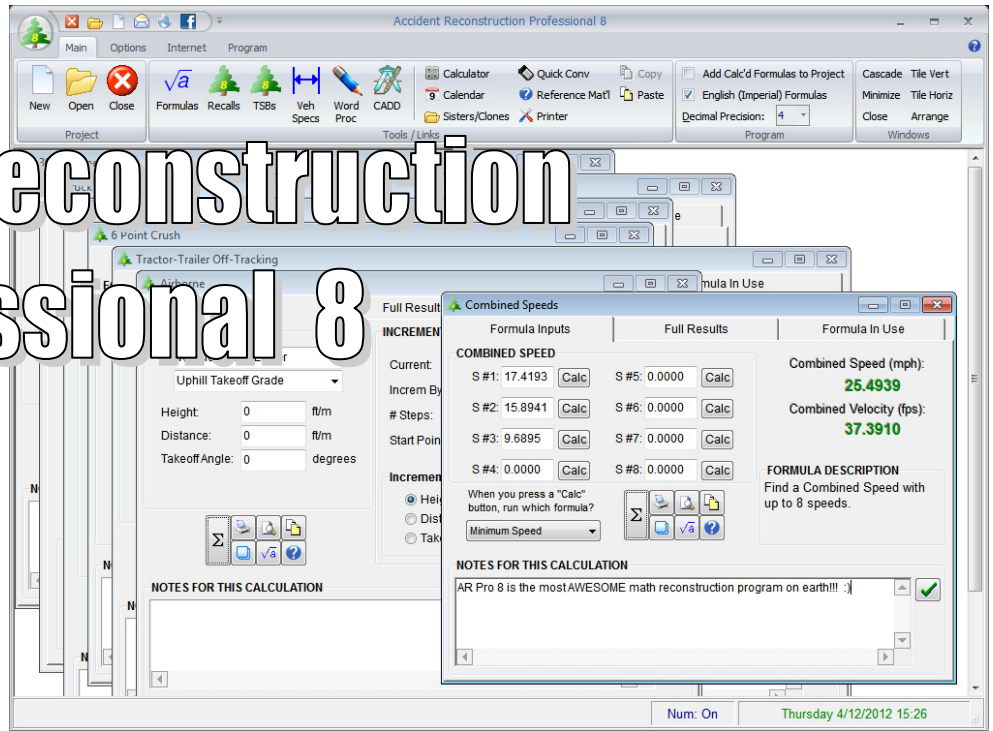 Accident Reconstruction Professional 8
Main Options Internet Program
New Open Close
Project
Formulas Recalls TSBs Veh Specs Word Proc CADD
Calculator Quick Conv Copy
Calendar Reference Mat'l Paste
Sisters/Clones Printer
Tools / Links
Add Calc'd Formulas to Project
English (Imperial) Formulas
Decimal Precision: 4
Program
Cascade Tile Vert
Minimize Tile Horiz
Close Arrange
Windows
econstruction
ssional 8
6 Point Crush
Tractor-Trailer Off-Tracking
Airborne
Full Result
mula In Use
INCREMEN
Uphill Takeoff Grade
Current:
Increm By
# Steps:
Start Poin
Height: 0 ft/m
Distance: 0 ft/m
Takeoff Angle: 0 degrees
Incremen
Hei
Dist
Tak
Σ
√a
NOTES FOR THIS CALCULATION
Combined Speeds
Formula Inputs Full Results Formula In Use
COMBINED SPEED
S #1: 17.4193 Calc S #5: 0.0000 Calc
S #2: 15.8941 Calc S #6: 0.0000 Calc
S #3: 9.6895 Calc S #7: 0.0000 Calc
S #4: 0.0000 Calc S #8: 0.0000 Calc
When you press a "Calc"
button, run which formula?
Minimum Speed
Σ
√a
Combined Speed (mph):
25.4939
Combined Velocity (fps):
37.3910
FORMULA DESCRIPTION
Find a Combined Speed with
up to 8 speeds.
NOTES FOR THIS CALCULATION
AR Pro 8 is the most AWESOME math reconstruction program on earth!!! :)
Num: On Thursday 4/12/2012 15:26